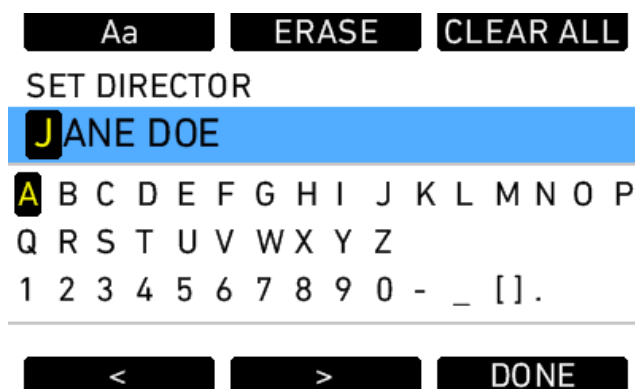 Aa ERASE CLEAR ALL
SET DIRECTOR
JANE DOE
A B C D E F G H I J K L M N O P
Q R S T U V W X Y Z
1 2 3 4 5 6 7 8 9 0 - _ [ ] .
< > DONE